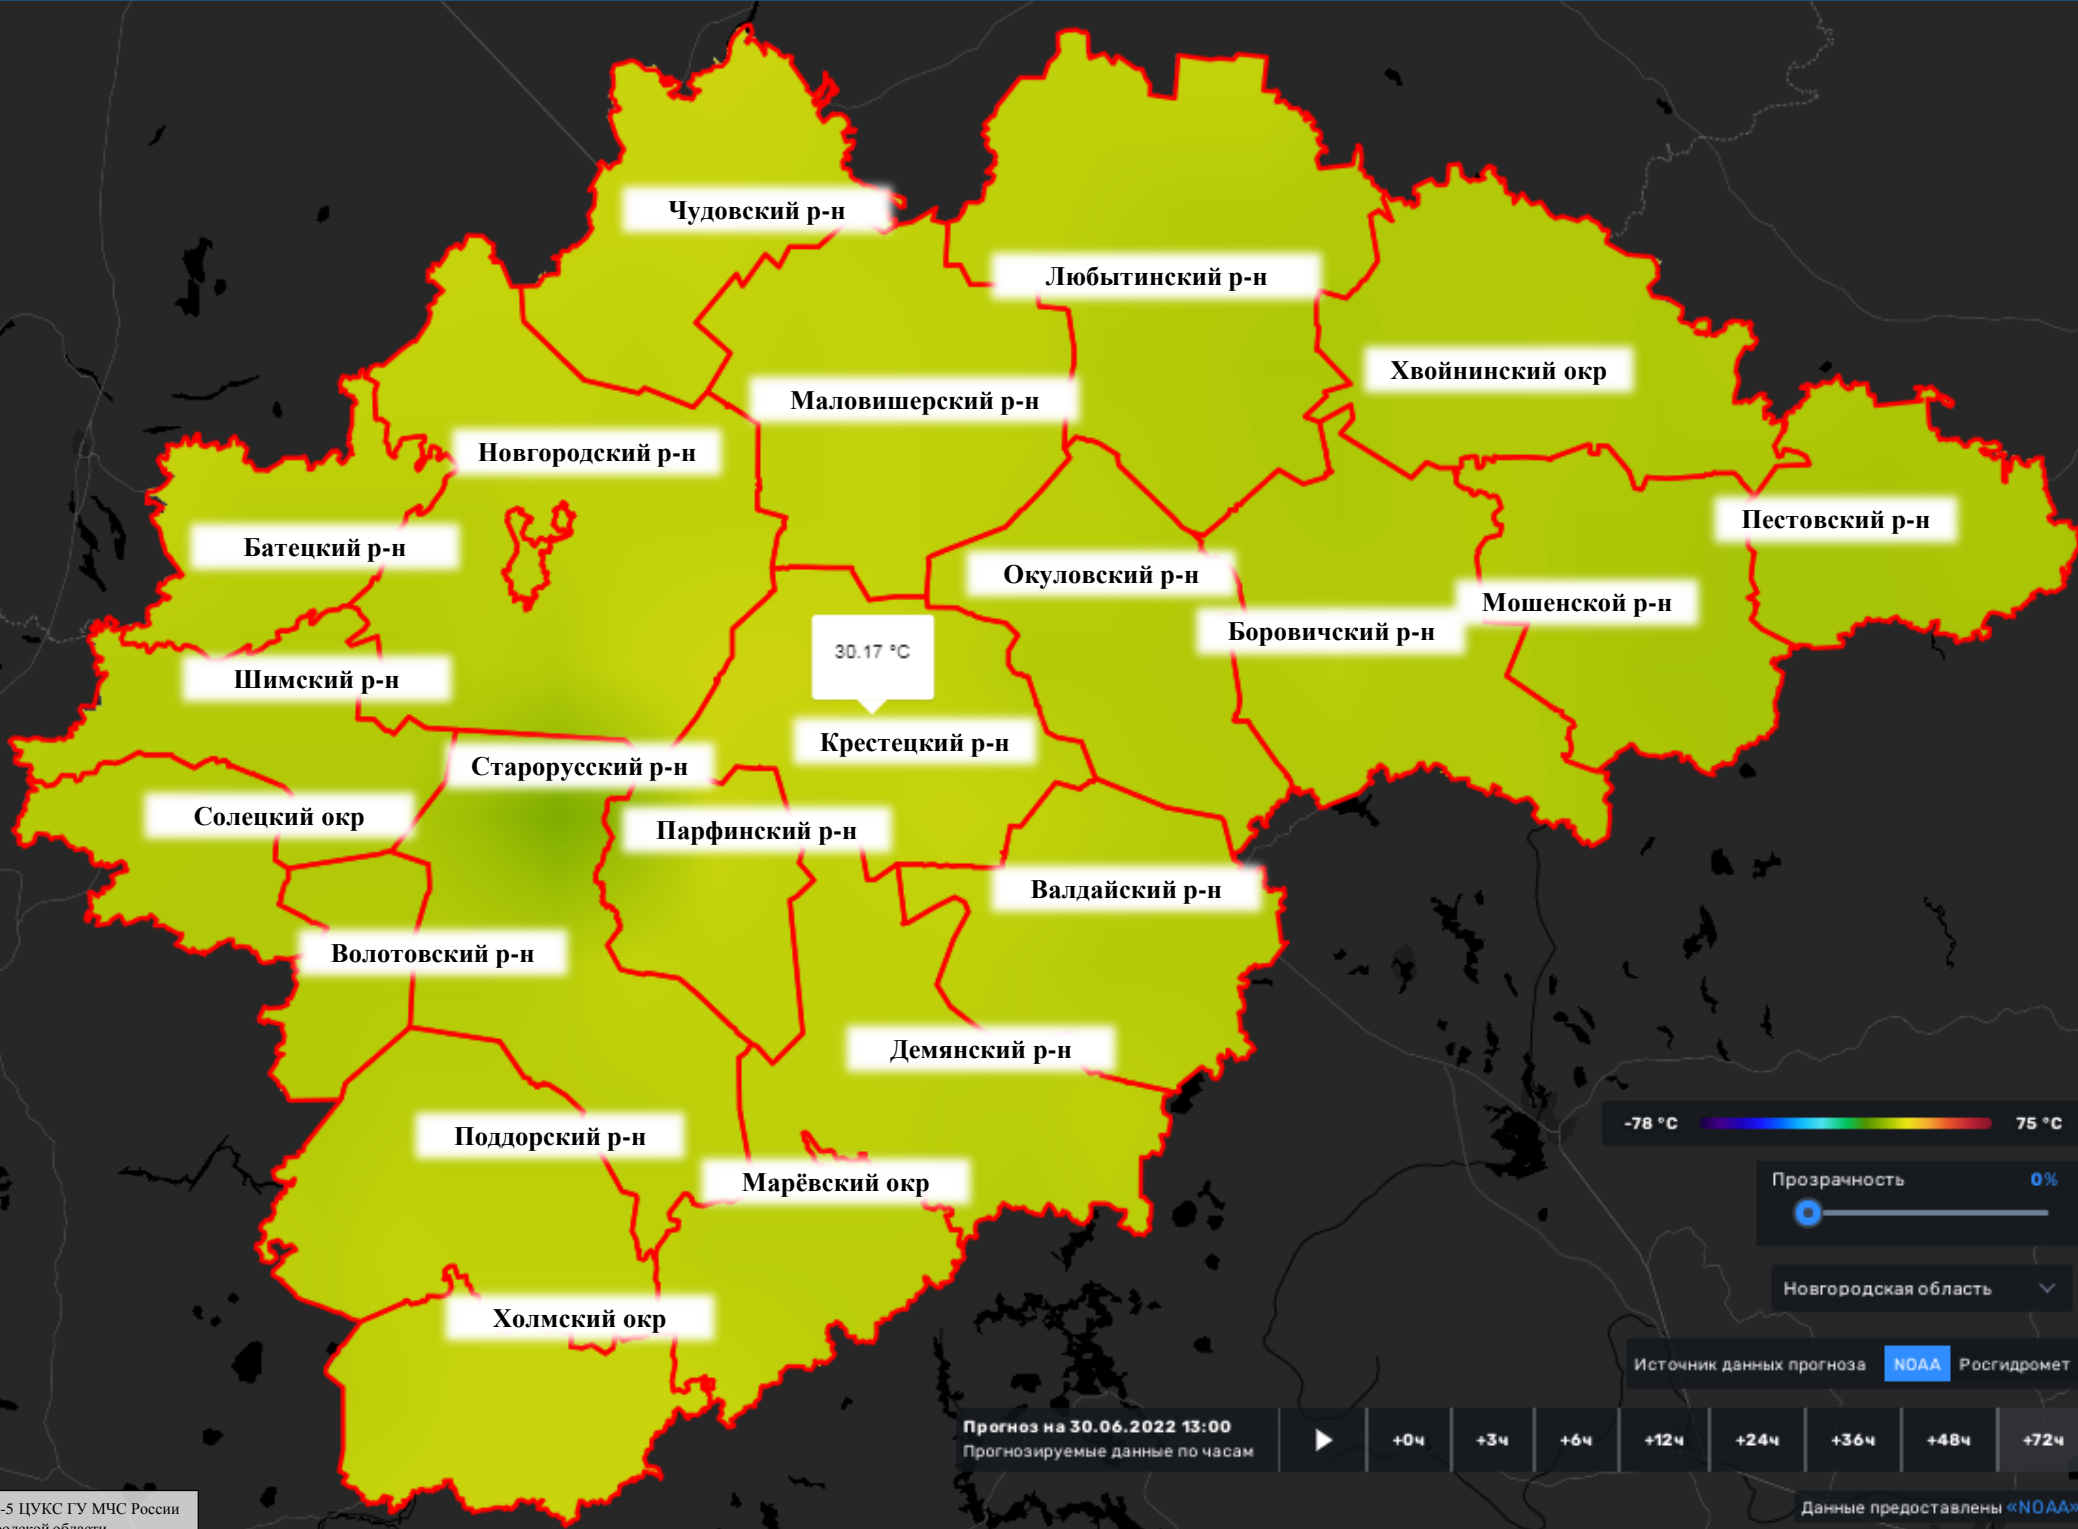 Чудовский р-н
Любытинский р-н
Хвойнинский окр
Маловишерский р-н
Новгородский р-н
Пестовский р-н
Батецкий р-н
Окуловский р-н
Мошенской р-н
Боровичский р-н
30.17 °C
Шимский р-н
Крестецкий р-н
Старорусский р-н
Солецкий окр
Парфинский р-н
Валдайский р-н
Волотовский р-н
Демянский р-н
-78 °C 75 °C
Поддорский р-н
Марёвский окр
Прозрачность 0%
Новгородская область
Холмский окр
Источник данных прогноза NOAA Росгидромет
Прогноз на 30.06.2022 13:00
Прогнозируемые данные по часам
+0ч +3ч +6ч +12ч +24ч +36ч +48ч +72ч
-5 ЦУКС ГУ МЧС России
Данные предоставлены «NOAA»